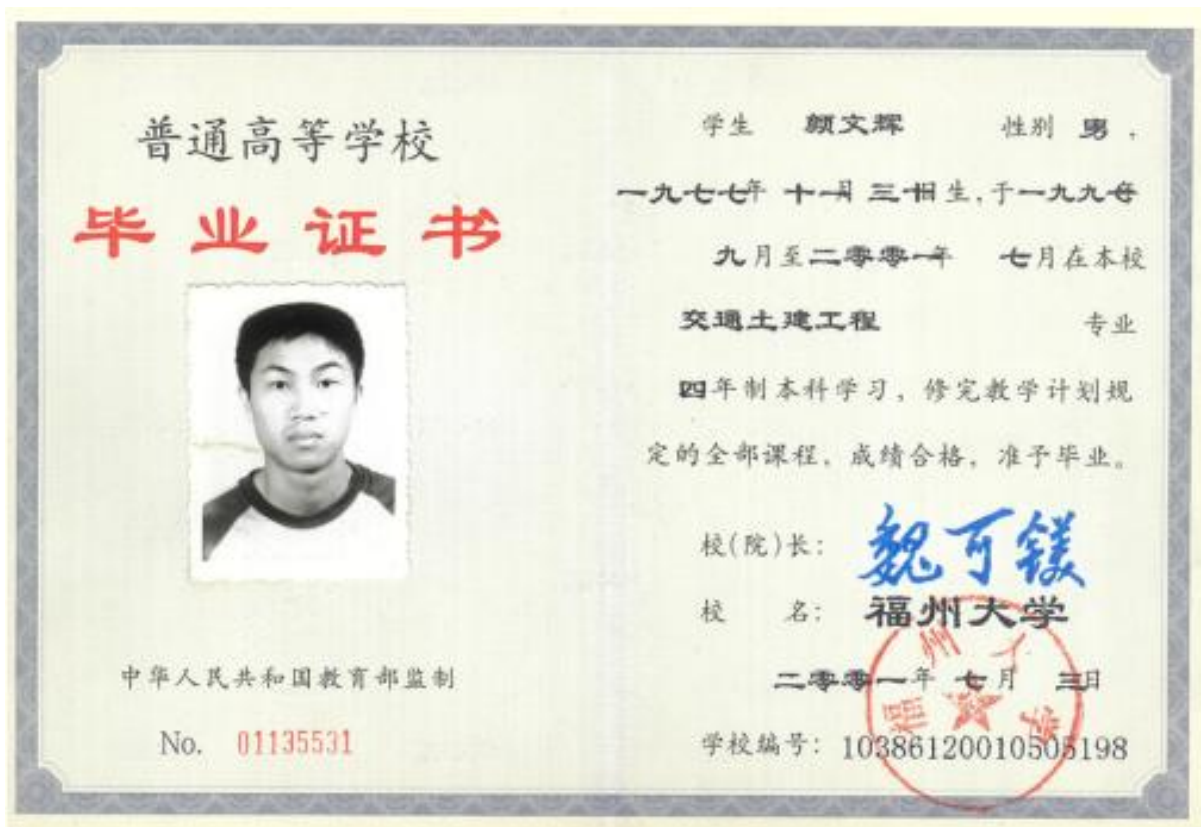 普通高等学校
毕业证书
中华人民共和国教育部监制
No. 01135531
学生 颜文辉 性别 男，
一九七七年 十一月 三十日生，于一九九七年
九月至二零零一年 七月在本校
交通土建工程 专业
四年制本科学习，修完教学计划规
定的全部课程，成绩合格，准予毕业。
校(院)长： 魏可镁
校 名： 福州大学
二零零一年 七月 三日
学校编号：10386120010505198
福州大学